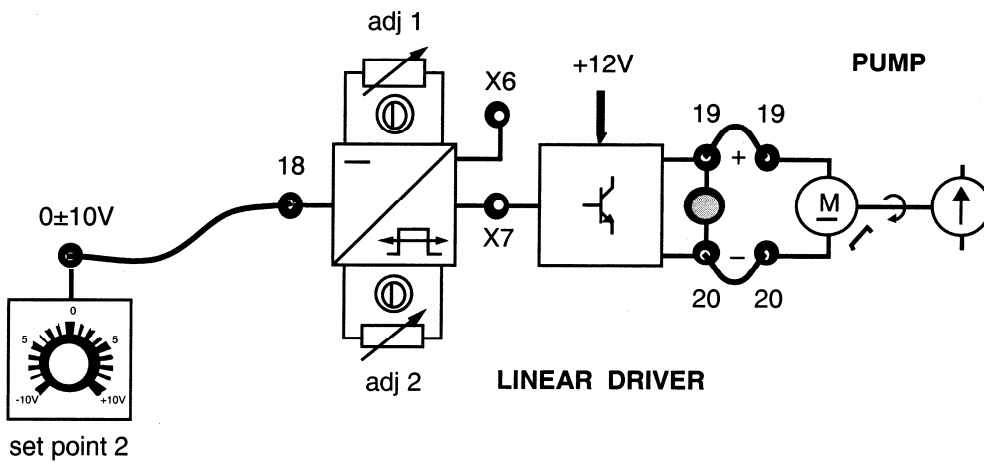 adj 1
+12V
PUMP
X6
19 19
18
+
0±10V
M
X7
–
20 20
0
5 5
-10V +10V
adj 2
LINEAR DRIVER
set point 2